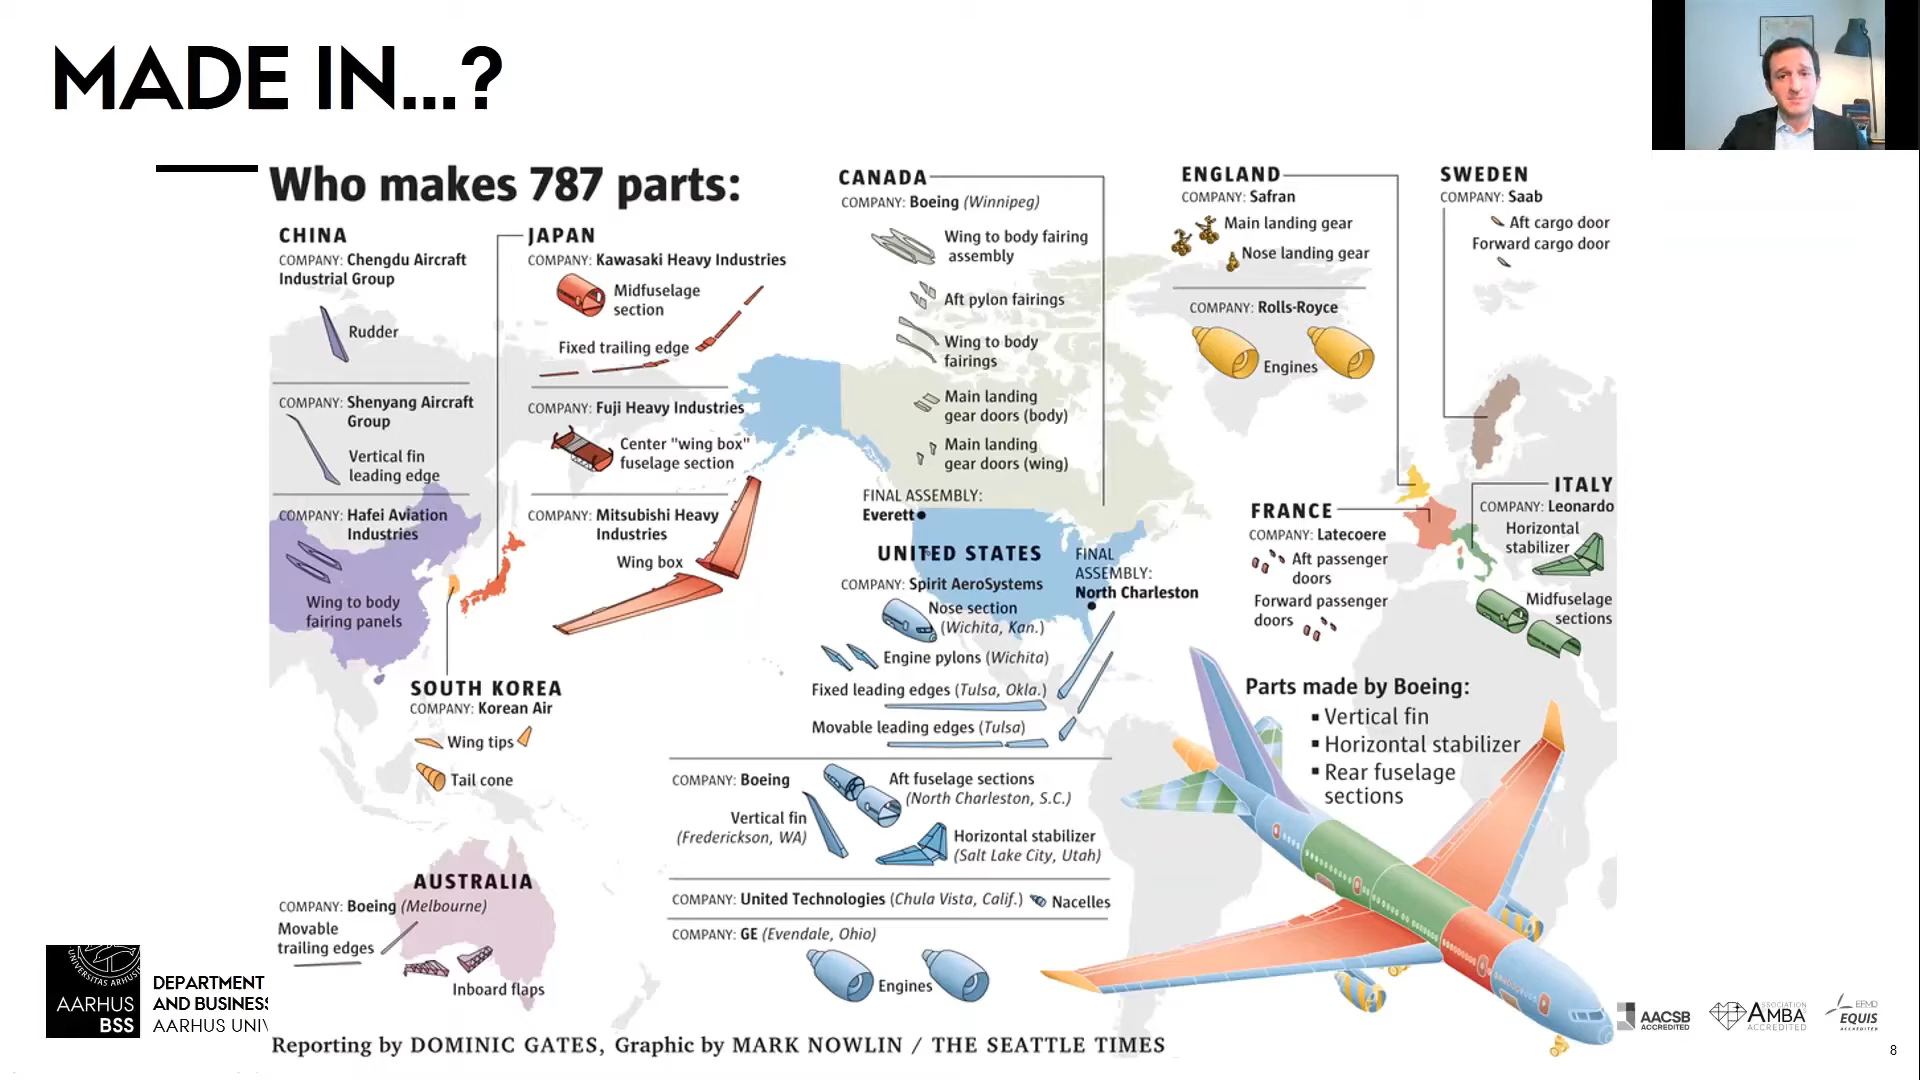 MADE IN...?
Who makes 787 parts:
CHINA
COMPANY: Chengdu Aircraft
Industrial Group
Rudder
COMPANY: Shenyang Aircraft
Group
Vertical fin
leading edge
COMPANY: Hafei Aviation
Industries
Wing to body
fairing panels
JAPAN
COMPANY: Kawasaki Heavy Industries
Midfuselage
section
Fixed trailing edge
COMPANY: Fuji Heavy Industries
Center "wing box"
fuselage section
COMPANY: Mitsubishi Heavy
Industries
Wing box
SOUTH KOREA
COMPANY: Korean Air
Wing tips
Tail cone
AUSTRALIA
COMPANY: Boeing (Melbourne)
Movable
trailing edges
Inboard flaps
CANADA
COMPANY: Boeing (Winnipeg)
Wing to body fairing
assembly
Aft pylon fairings
Wing to body
fairings
Main landing
gear doors (body)
Main landing
gear doors (wing)
FINAL ASSEMBLY:
Everett
UNITED STATES
FINAL
ASSEMBLY:
North Charleston
COMPANY: Spirit AeroSystems
Nose section
(Wichita, Kan.)
Engine pylons (Wichita)
Fixed leading edges (Tulsa, Okla.)
Movable leading edges (Tulsa)
COMPANY: Boeing
Aft fuselage sections
(North Charleston, S.C.)
Vertical fin
(Frederickson, WA)
Horizontal stabilizer
(Salt Lake City, Utah)
COMPANY: United Technologies (Chula Vista, Calif.)
Nacelles
COMPANY: GE (Evendale, Ohio)
Engines
ENGLAND
COMPANY: Safran
Main landing gear
Nose landing gear
COMPANY: Rolls-Royce
Engines
SWEDEN
COMPANY: Saab
Aft cargo door
Forward cargo door
FRANCE
COMPANY: Latecoere
Aft passenger
doors
Forward passenger
doors
ITALY
COMPANY: Leonardo
Horizontal
stabilizer
Midfuselage
sections
Parts made by Boeing:
▪ Vertical fin
▪ Horizontal stabilizer
▪ Rear fuselage
sections
Reporting by DOMINIC GATES, Graphic by MARK NOWLIN / THE SEATTLE TIMES
AARHUS
BSS
DEPARTMENT
AND BUSINESS
AARHUS UNIV
AACSB
ACCREDITED
ASSOCIATION
AMBA
ACCREDITED
EFMD
EQUIS
ACCREDITED
8